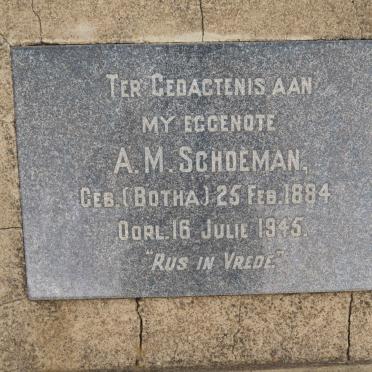 TER GEDACTENIS AAN
MY EGGENOTE
A. M. SCHOEMAN,
GEB. (BOTHA) 25 FEB. 1884
OORL. 16 JULIE 1945.
"RUS IN VREDE"